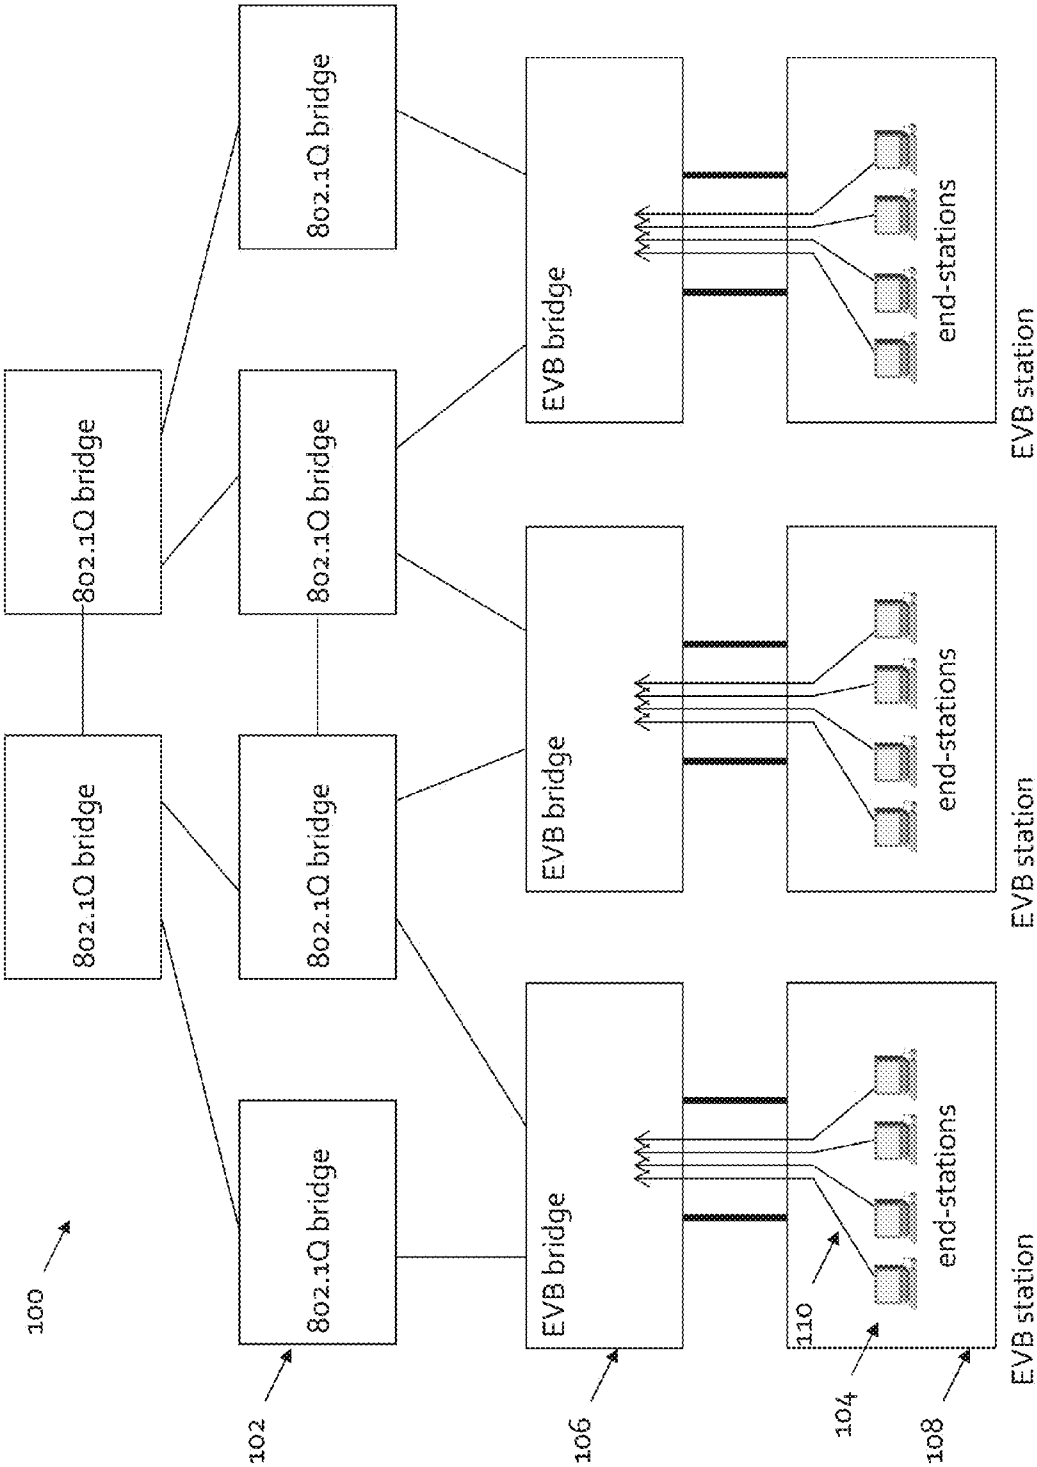 100
802.1Q bridge
802.1Q bridge
102
802.1Q bridge
802.1Q bridge
802.1Q bridge
802.1Q bridge
106
EVB bridge
EVB bridge
EVB bridge
110
104
108
end-stations
end-stations
end-stations
EVB station
EVB station
EVB station